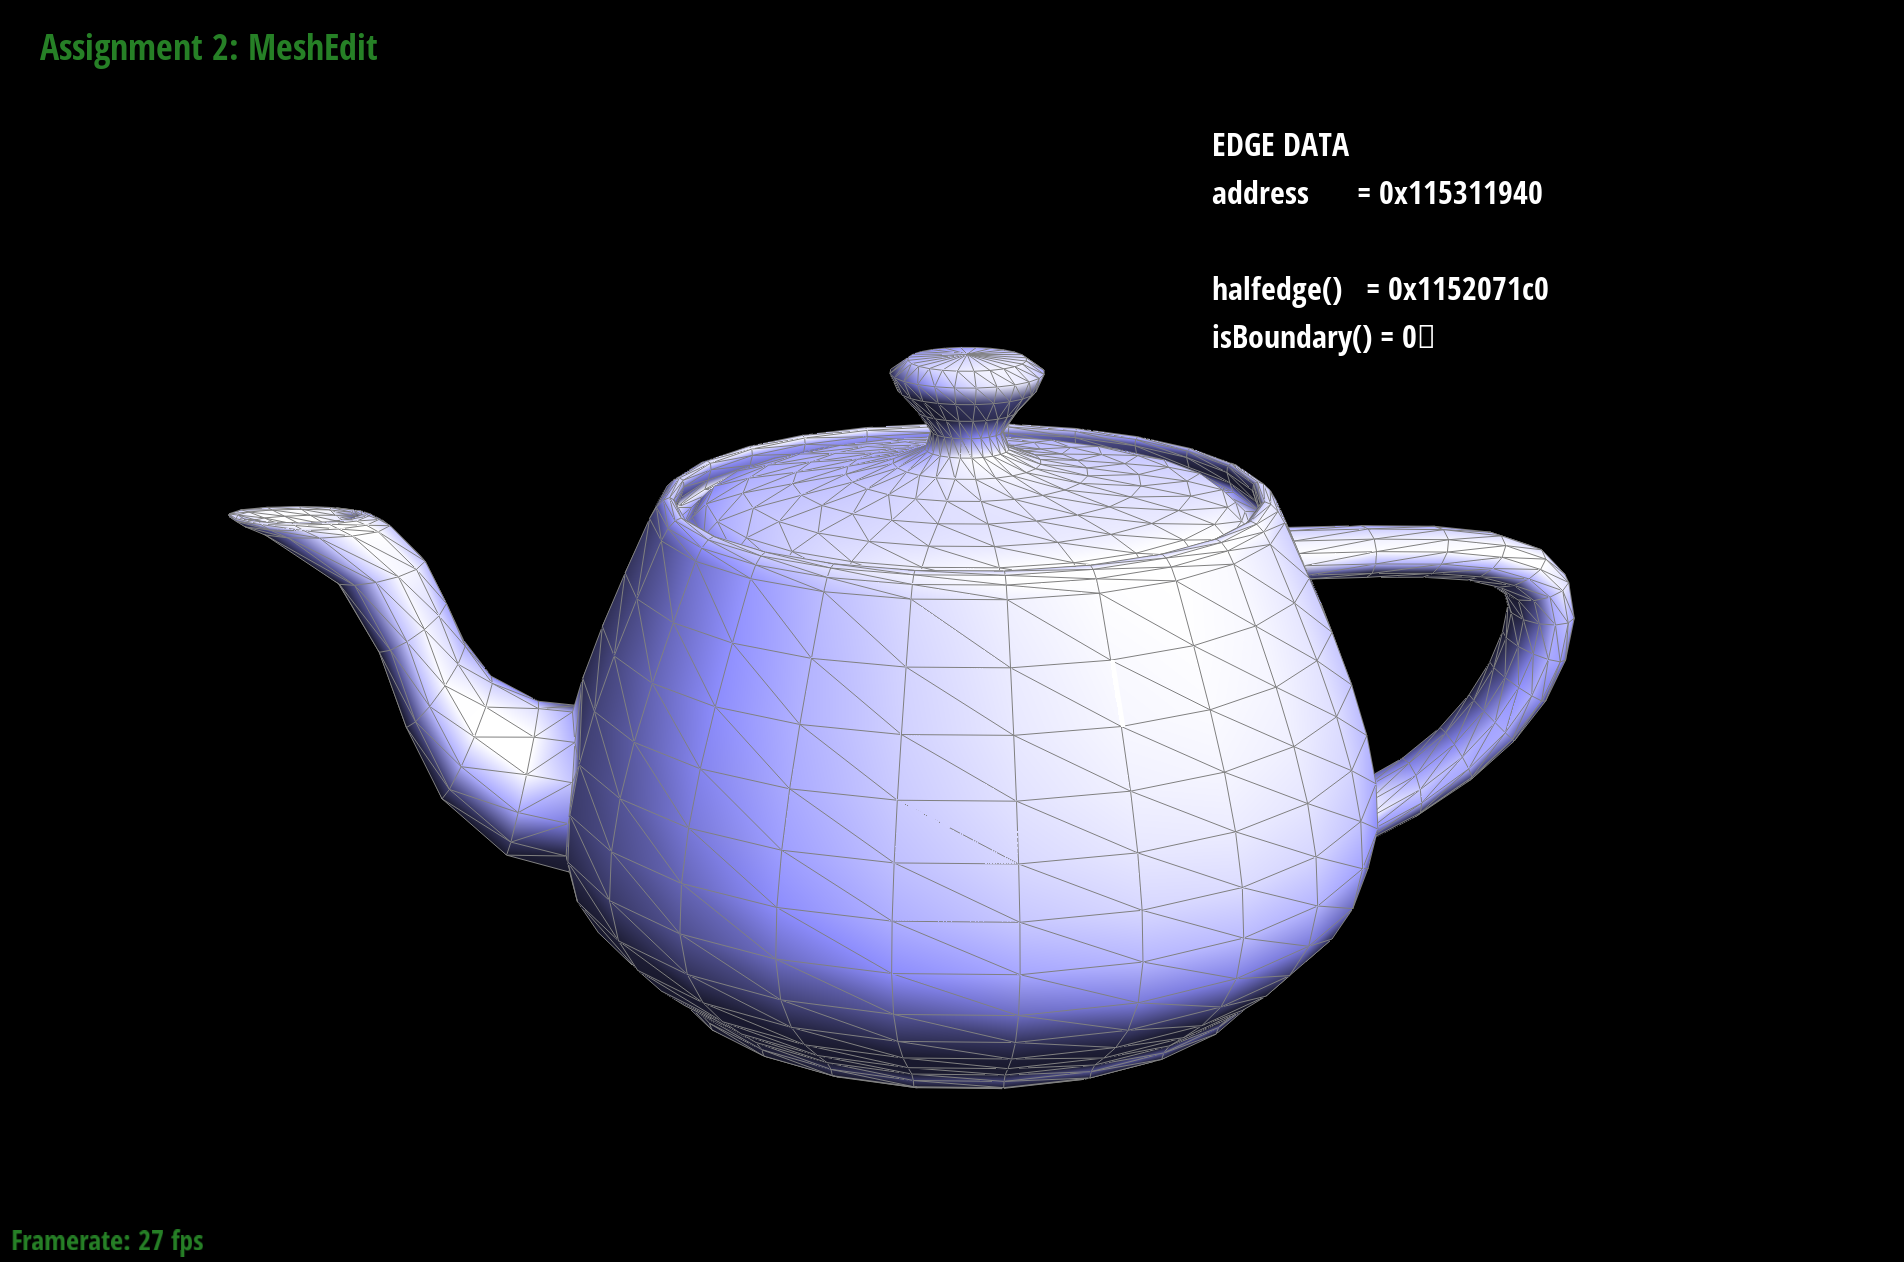 Assignment 2: MeshEdit
EDGE DATA
address = 0x115311940
halfedge() = 0x1152071c0
isBoundary() = 0
Framerate: 27 fps